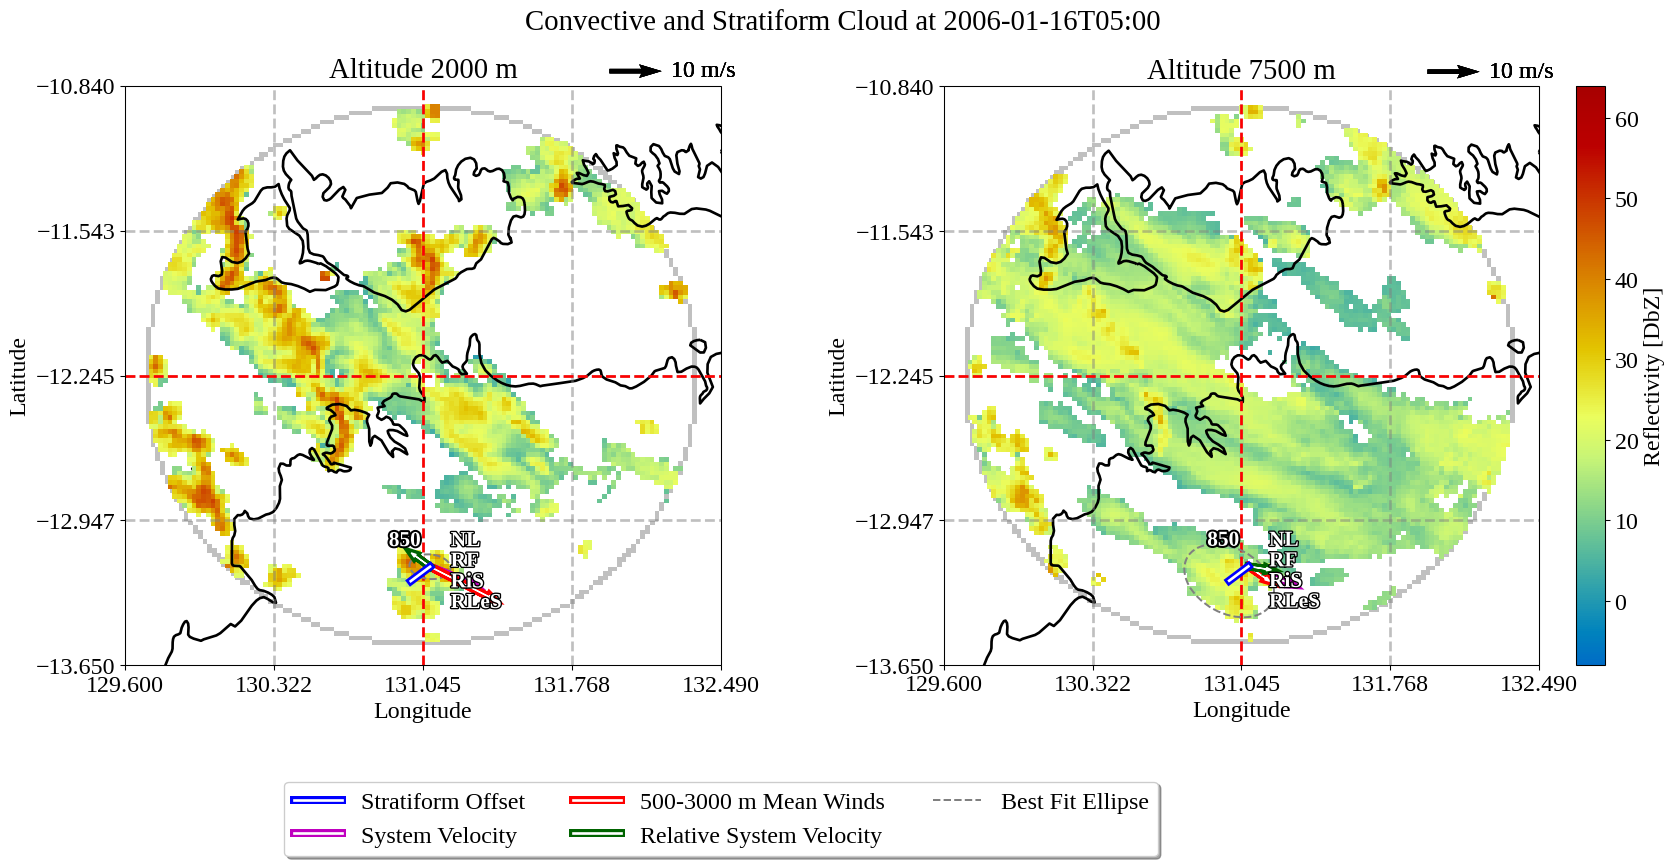 Convective and Stratiform Cloud at 2006-01-16T05:00
Altitude 2000 m
10 m/s
Altitude 7500 m
10 m/s
−10.840
−11.543
−12.245
−12.947
−13.650
Latitude
129.600
130.322
131.045
131.768
132.490
Longitude
850
NL
RF
RiS
RLeS
−10.840
−11.543
−12.245
−12.947
−13.650
Latitude
129.600
130.322
131.045
131.768
132.490
Longitude
850
NL
RF
RiS
RLeS
60
50
40
30
20
10
0
Reflectivity [DbZ]
Stratiform Offset
System Velocity
500-3000 m Mean Winds
Relative System Velocity
Best Fit Ellipse